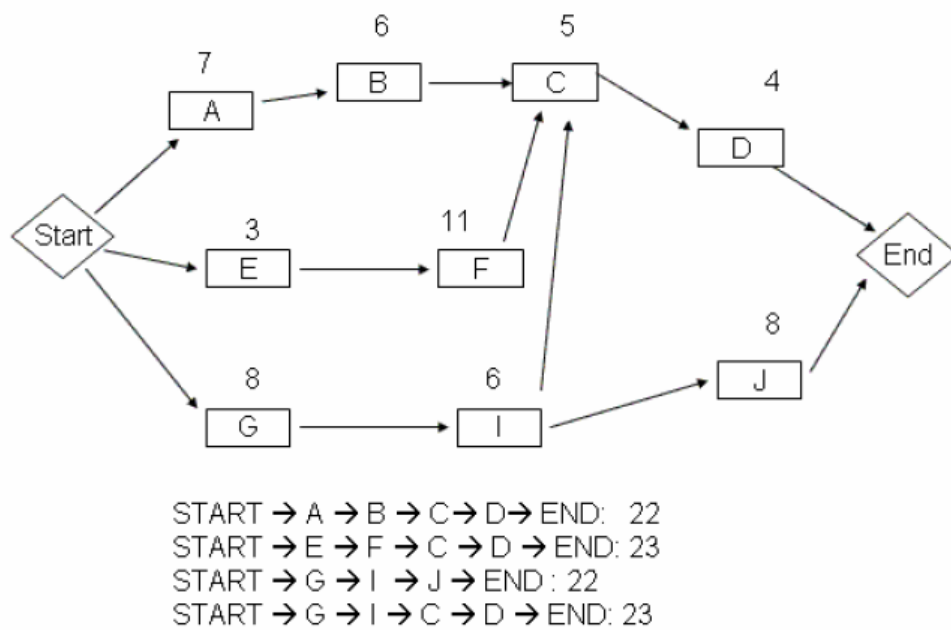 6 5
7 B C 4
A D
Start 3 11 End
E F
8
8 6 J
G I
START → A → B → C → D → END: 22
START → E → F → C → D → END: 23
START → G → I → J → END : 22
START → G → I → C → D → END: 23